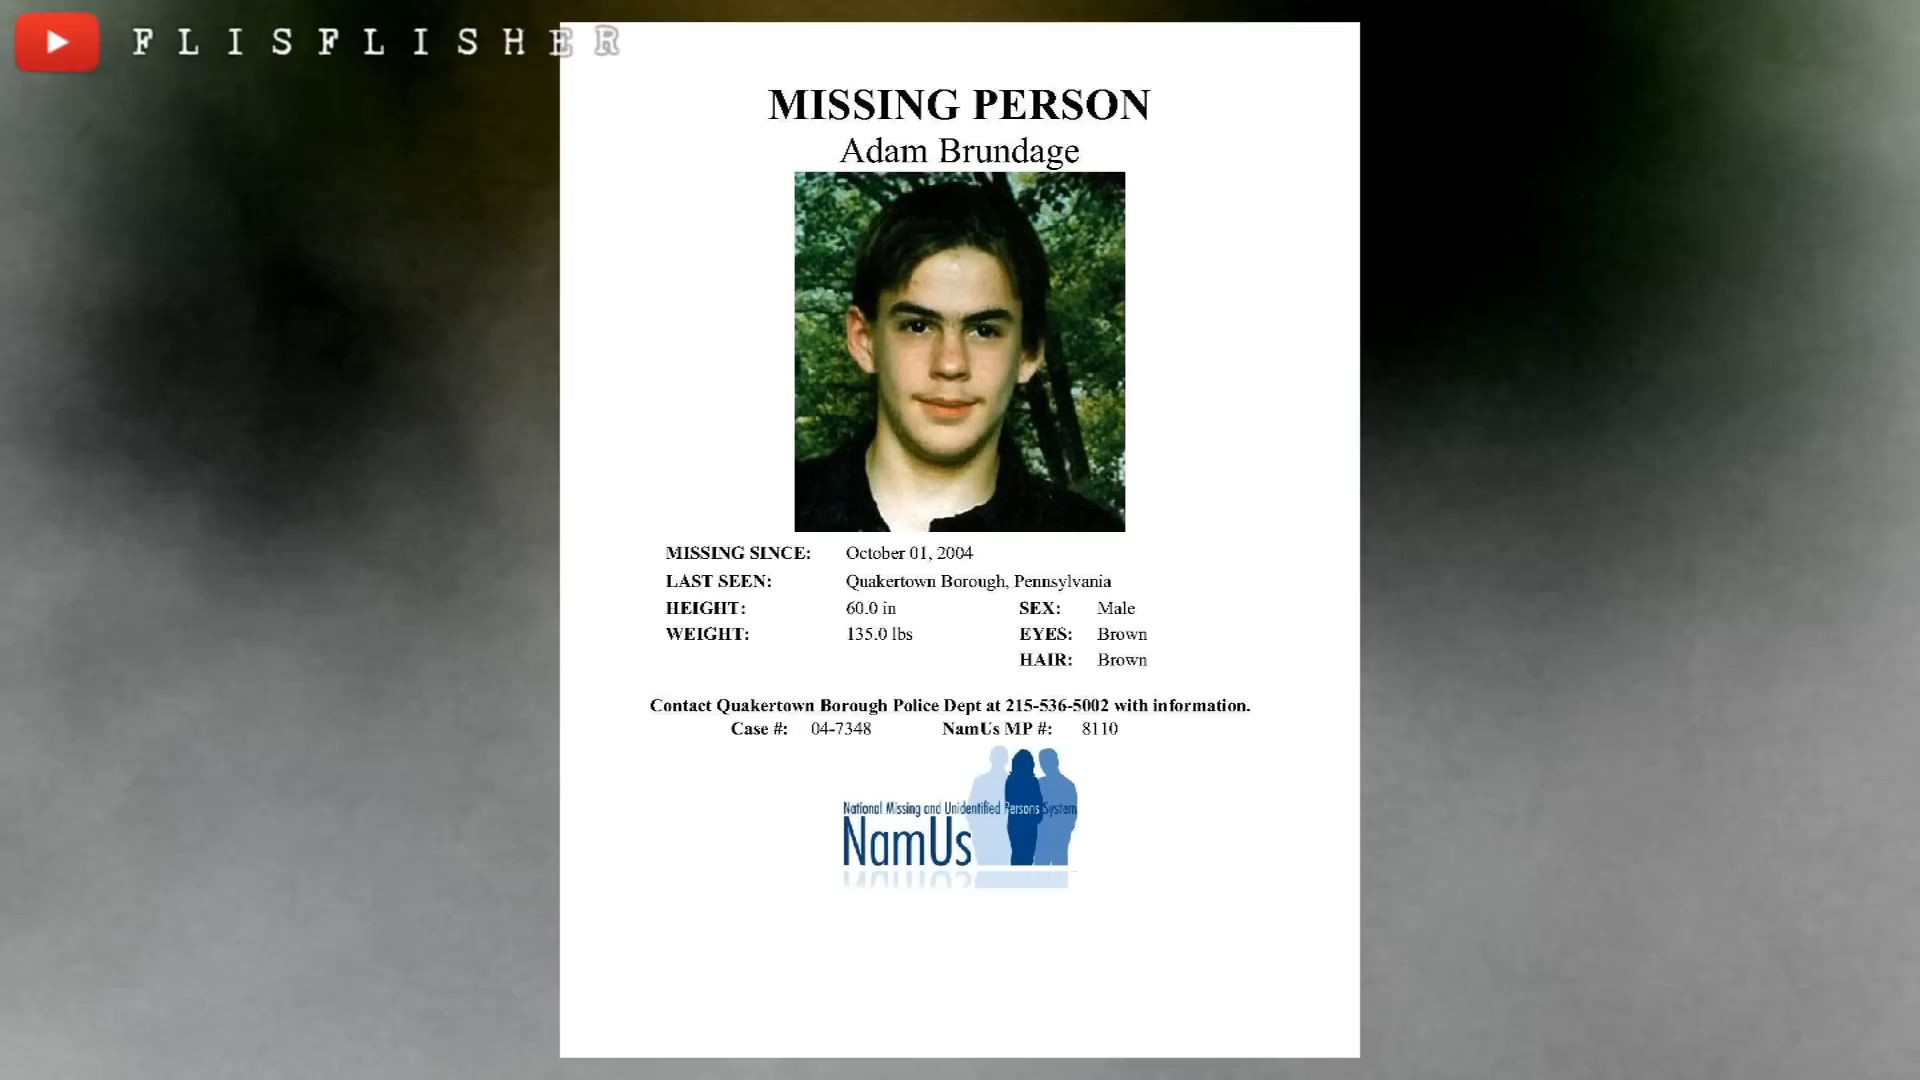 FLISFLISHER
MISSING PERSON
Adam Brundage
MISSING SINCE: October 01, 2004
LAST SEEN: Quakertown Borough, Pennsylvania
HEIGHT: 60.0 in SEX: Male
WEIGHT: 135.0 lbs EYES: Brown
HAIR: Brown
Contact Quakertown Borough Police Dept at 215-536-5002 with information.
Case #: 04-7348 NamUs MP #: 8110
National Missing and Unidentified Persons System
NamUs